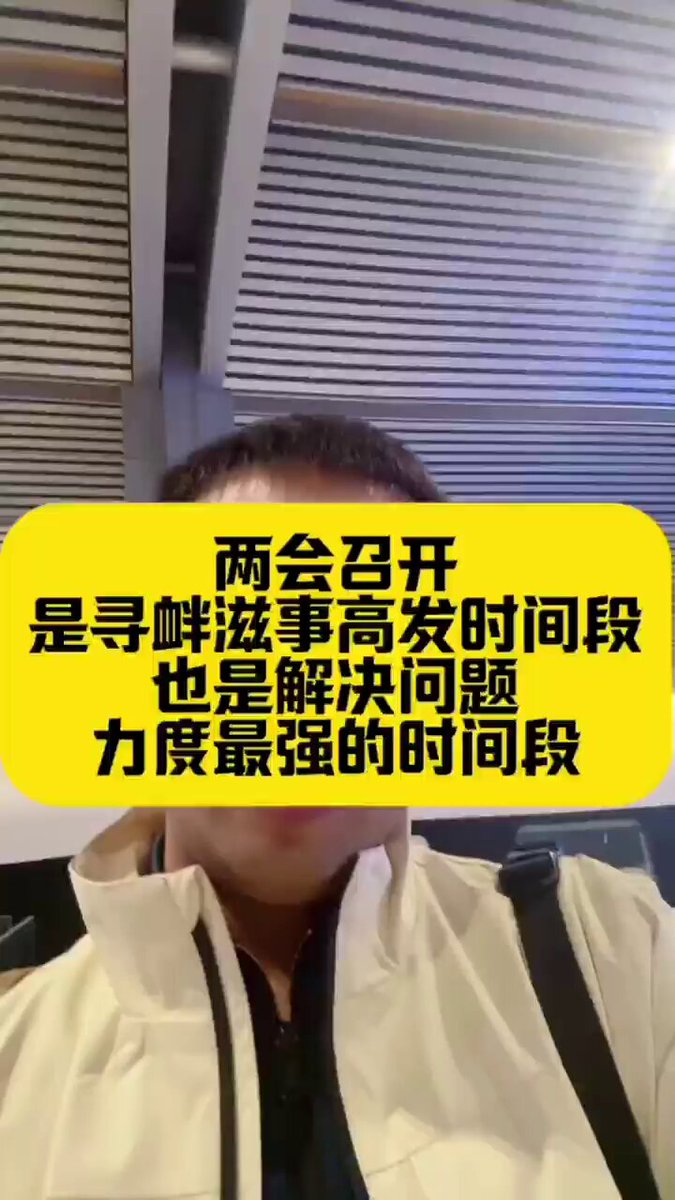 两会召开
是寻衅滋事高发时间段
也是解决问题
力度最强的时间段